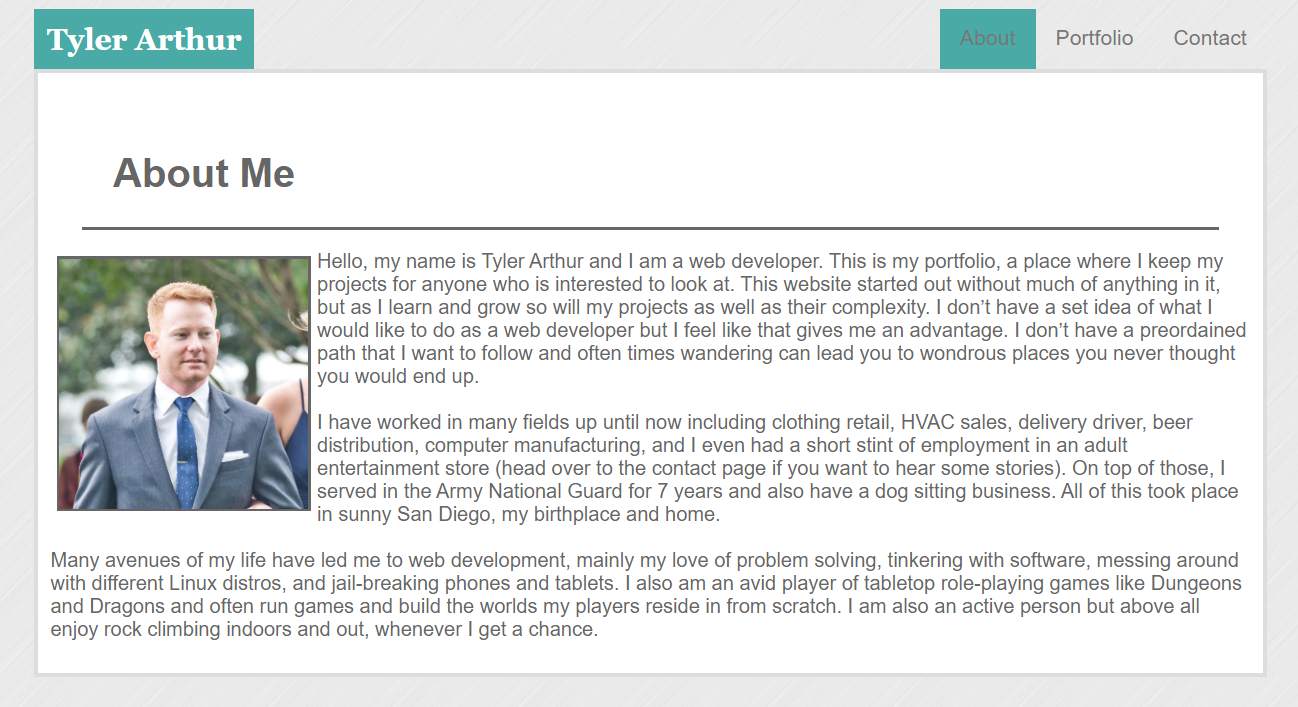 Tyler Arthur
About Portfolio Contact
About Me
Hello, my name is Tyler Arthur and I am a web developer. This is my portfolio, a place where I keep my
projects for anyone who is interested to look at. This website started out without much of anything in it,
but as I learn and grow so will my projects as well as their complexity. I don’t have a set idea of what I
would like to do as a web developer but I feel like that gives me an advantage. I don’t have a preordained
path that I want to follow and often times wandering can lead you to wondrous places you never thought
you would end up.
I have worked in many fields up until now including clothing retail, HVAC sales, delivery driver, beer
distribution, computer manufacturing, and I even had a short stint of employment in an adult
entertainment store (head over to the contact page if you want to hear some stories). On top of those, I
served in the Army National Guard for 7 years and also have a dog sitting business. All of this took place
in sunny San Diego, my birthplace and home.
Many avenues of my life have led me to web development, mainly my love of problem solving, tinkering with software, messing around
with different Linux distros, and jail-breaking phones and tablets. I also am an avid player of tabletop role-playing games like Dungeons
and Dragons and often run games and build the worlds my players reside in from scratch. I am also an active person but above all
enjoy rock climbing indoors and out, whenever I get a chance.